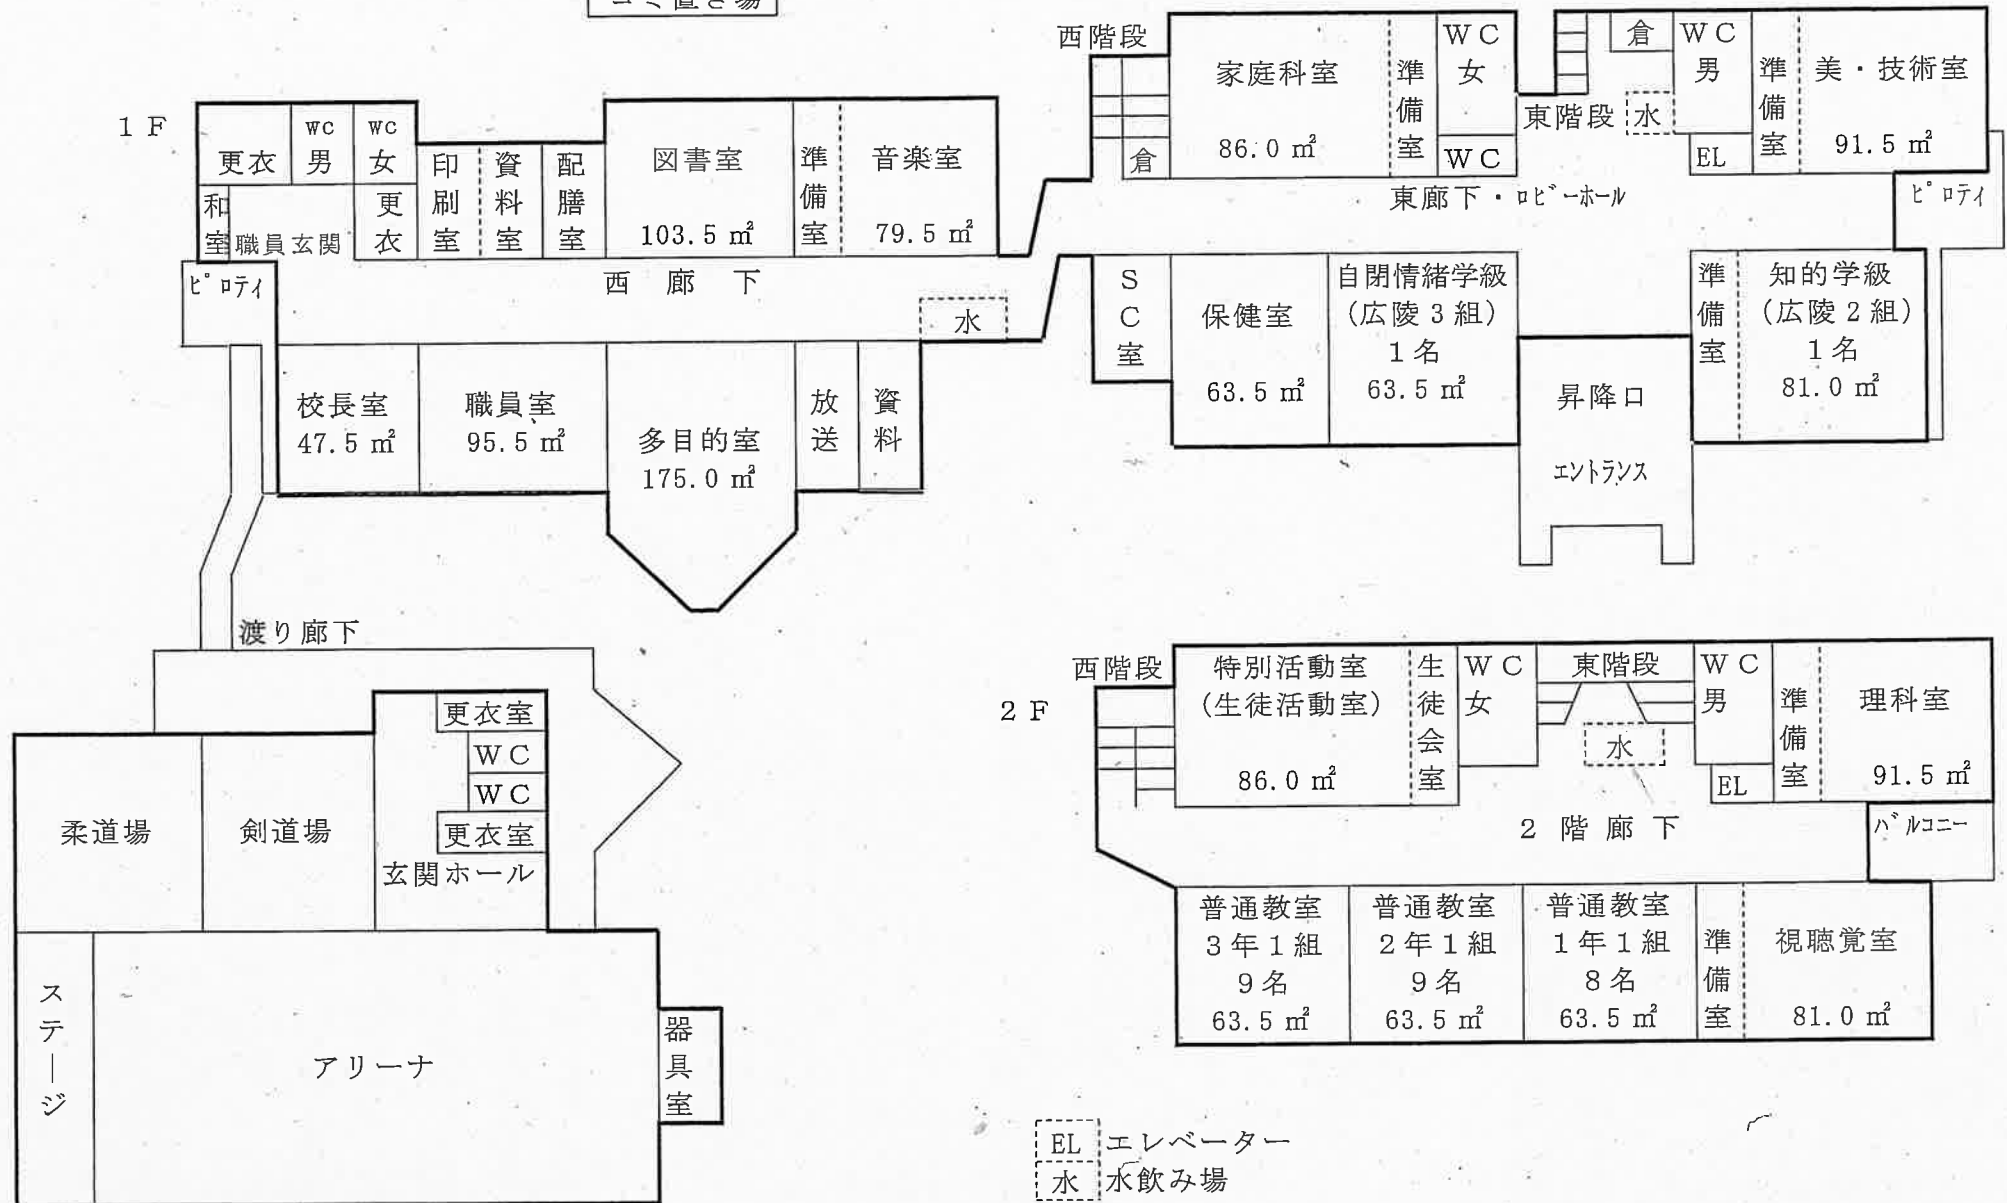 ゴミ置き場
1F
更衣
wc
男
wc
女
和室
職員玄関
更衣
印刷室
資料室
配膳室
図書室
103.5 ㎡
準備室
音楽室
79.5 ㎡
西階段
倉
家庭科室
86.0 ㎡
準備室
WC
女
WC
東階段
倉
水
WC
男
EL
準備室
美・技術室
91.5 ㎡
東廊下・ロビーホール
ピロティ
ピロティ
西廊下
水
校長室
47.5 ㎡
職員室
95.5 ㎡
多目的室
175.0 ㎡
放送
資料
SC室
保健室
63.5 ㎡
自閉情緒学級
(広陵3組)
1名
63.5 ㎡
昇降口
エントランス
準備室
知的学級
(広陵2組)
1名
81.0 ㎡
渡り廊下
柔道場
剣道場
更衣室
WC
WC
更衣室
玄関ホール
ステージ
アリーナ
器具室
2F
西階段
特別活動室
(生徒活動室)
86.0 ㎡
生徒会室
WC
女
東階段
水
WC
男
EL
準備室
理科室
91.5 ㎡
2階廊下
バルコニー
普通教室
3年1組
9名
63.5 ㎡
普通教室
2年1組
9名
63.5 ㎡
普通教室
1年1組
8名
63.5 ㎡
準備室
視聴覚室
81.0 ㎡
EL エレベーター
水 水飲み場